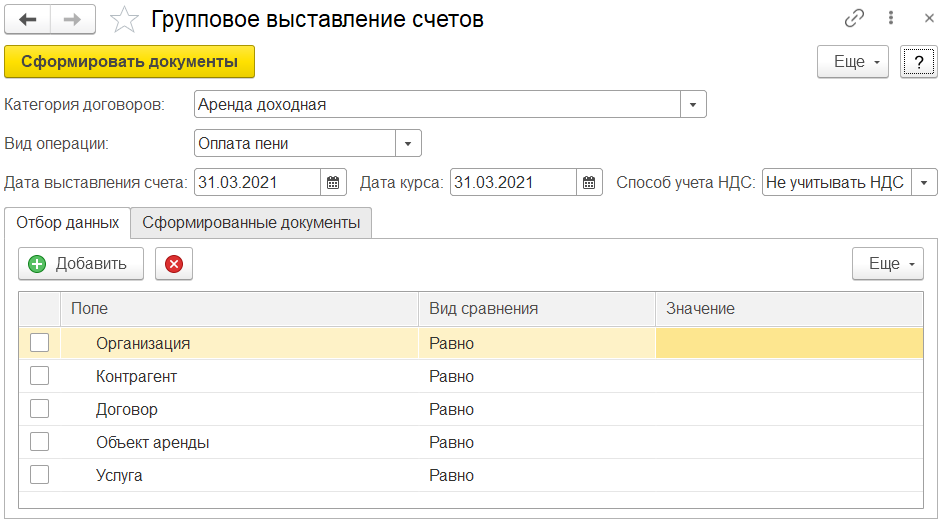 Групповое выставление счетов
Сформировать документы Еще ?
Категория договоров: Аренда доходная
Вид операции: Оплата пени
Дата выставления счета: 31.03.2021 Дата курса: 31.03.2021 Способ учета НДС: Не учитывать НДС
Отбор данных Сформированные документы
Добавить Еще
Поле Вид сравнения Значение
Организация Равно
Контрагент Равно
Договор Равно
Объект аренды Равно
Услуга Равно